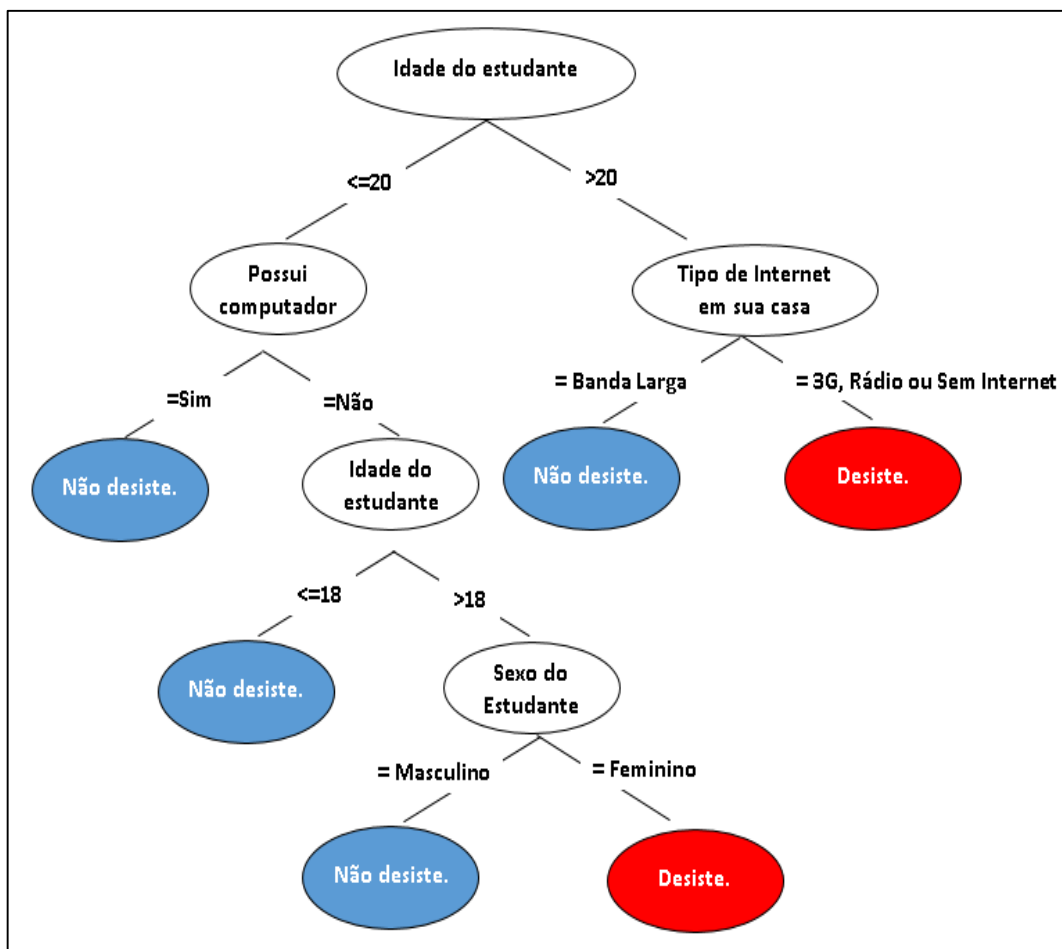 Idade do estudante
<=20
>20
Possui
computador
Tipo de Internet
em sua casa
=Sim
=Não
= Banda Larga
= 3G, Rádio ou Sem Internet
Não desiste.
Idade do
estudante
Não desiste.
Desiste.
<=18
>18
Não desiste.
Sexo do
Estudante
= Masculino
= Feminino
Não desiste.
Desiste.